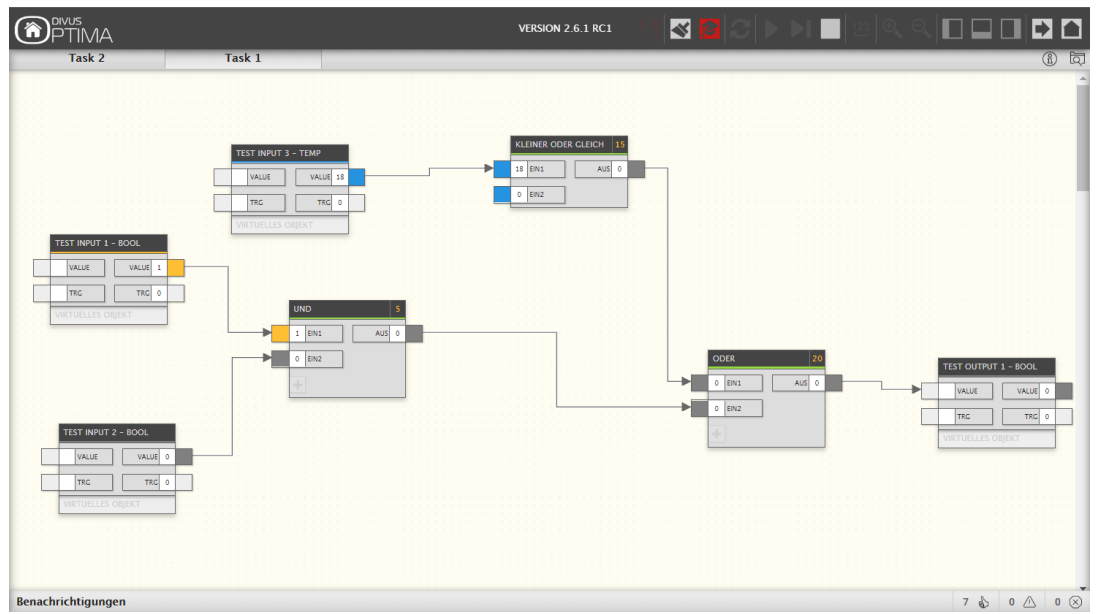 DIVUS
OPTIMA
VERSION 2.6.1 RC1
123
Task 2
Task 1
TEST INPUT 3 - TEMP
VALUE VALUE 18
TRG TRG 0
VIRTUELLES OBJEKT
KLEINER ODER GLEICH 15
18 EIN1 AUS 0
0 EIN2
TEST INPUT 1 - BOOL
VALUE VALUE 1
TRG TRG 0
VIRTUELLES OBJEKT
UND 5
1 EIN1 AUS 0
0 EIN2
ODER 20
0 EIN1 AUS 0
0 EIN2
TEST OUTPUT 1 - BOOL
VALUE VALUE 0
TRG TRG 0
VIRTUELLES OBJEKT
TEST INPUT 2 - BOOL
VALUE VALUE 0
TRG TRG 0
VIRTUELLES OBJEKT
Benachrichtigungen
7 0 0